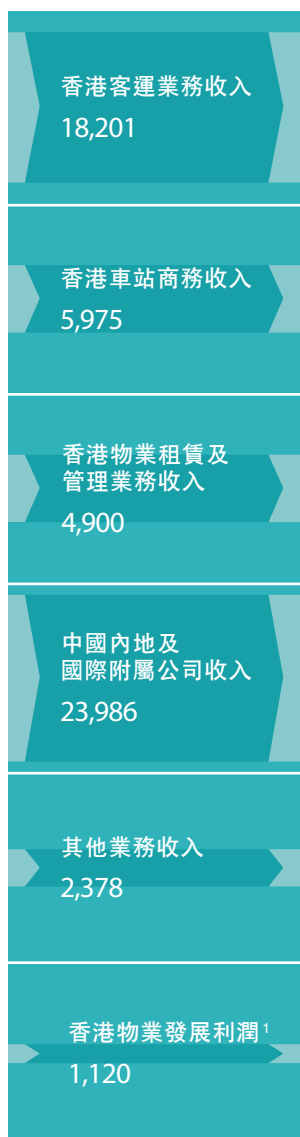 香港客運業務收入
18,201
香港車站商務收入
5,975
香港物業租賃及
管理業務收入
4,900
中國內地及
國際附屬公司收入
23,986
其他業務收入
2,378
香港物業發展利潤¹
1,120